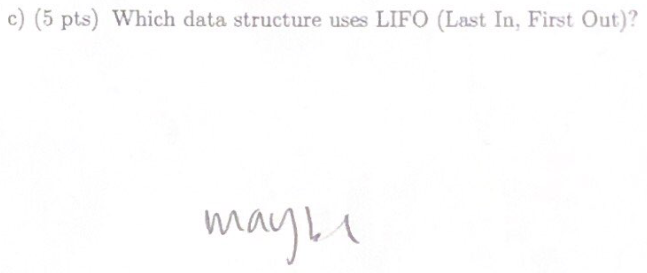 c) (5 pts) Which data structure uses LIFO (Last In, First Out)?
maybe